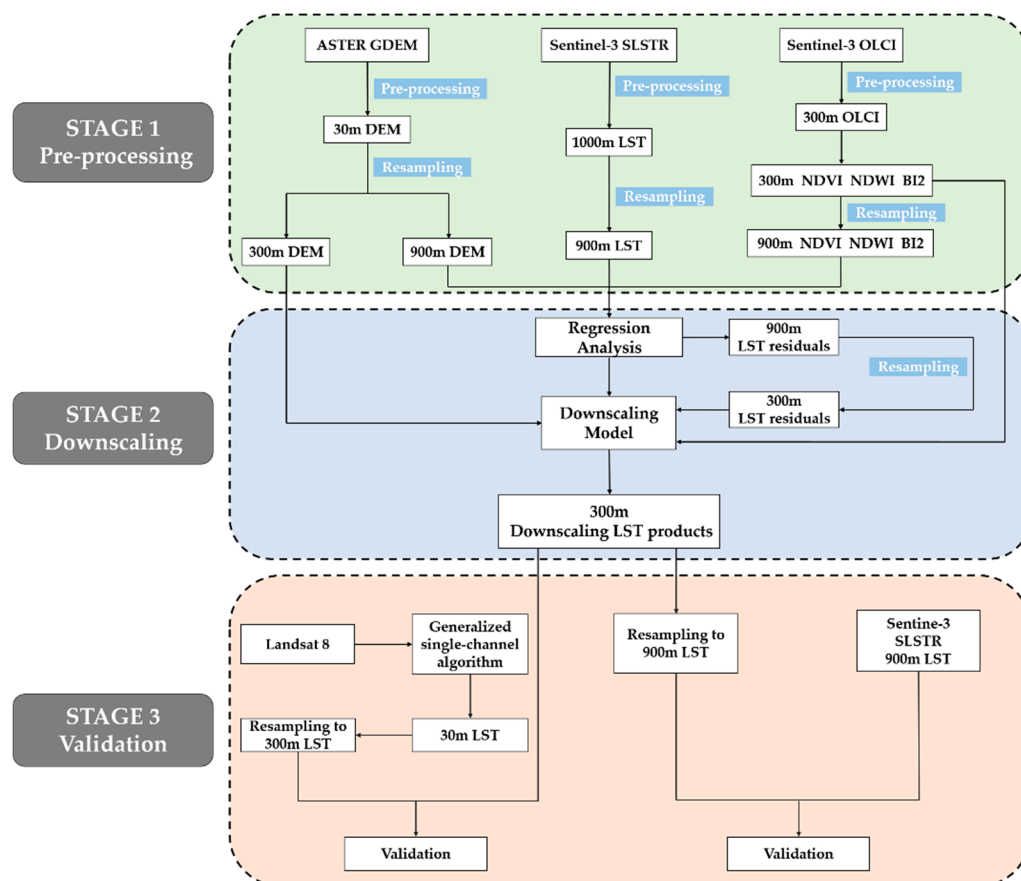 STAGE 1
Pre-processing
ASTER GDEM
Sentinel-3 SLSTR
Sentinel-3 OLCI
Pre-processing
Pre-processing
Pre-processing
30m DEM
1000m LST
300m OLCI
Resampling
Resampling
300m NDVI NDWI BI2
Resampling
300m DEM
900m DEM
900m LST
900m NDVI NDWI BI2
STAGE 2
Downscaling
Regression
Analysis
900m
LST residuals
Resampling
Downscaling
Model
300m
LST residuals
300m
Downscaling LST products
STAGE 3
Validation
Landsat 8
Generalized
single-channel
algorithm
Resampling to
900m LST
Sentine-3
SLSTR
900m LST
Resampling to
300m LST
30m LST
Validation
Validation